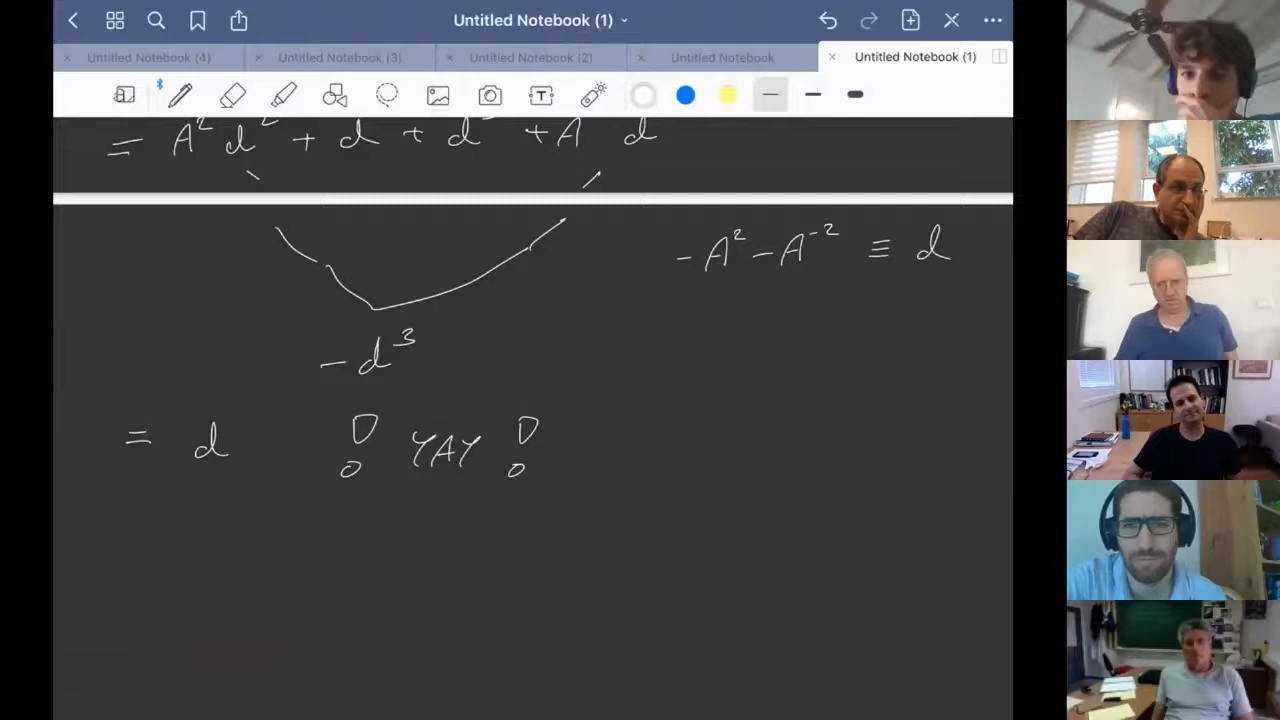 Untitled Notebook (1)
Untitled Notebook (4)
Untitled Notebook (3)
Untitled Notebook (2)
Untitled Notebook
Untitled Notebook (1)
T
= A² d² + d + d + A d
-A² - A⁻² ≡ d
- d³
= d ! YAY !